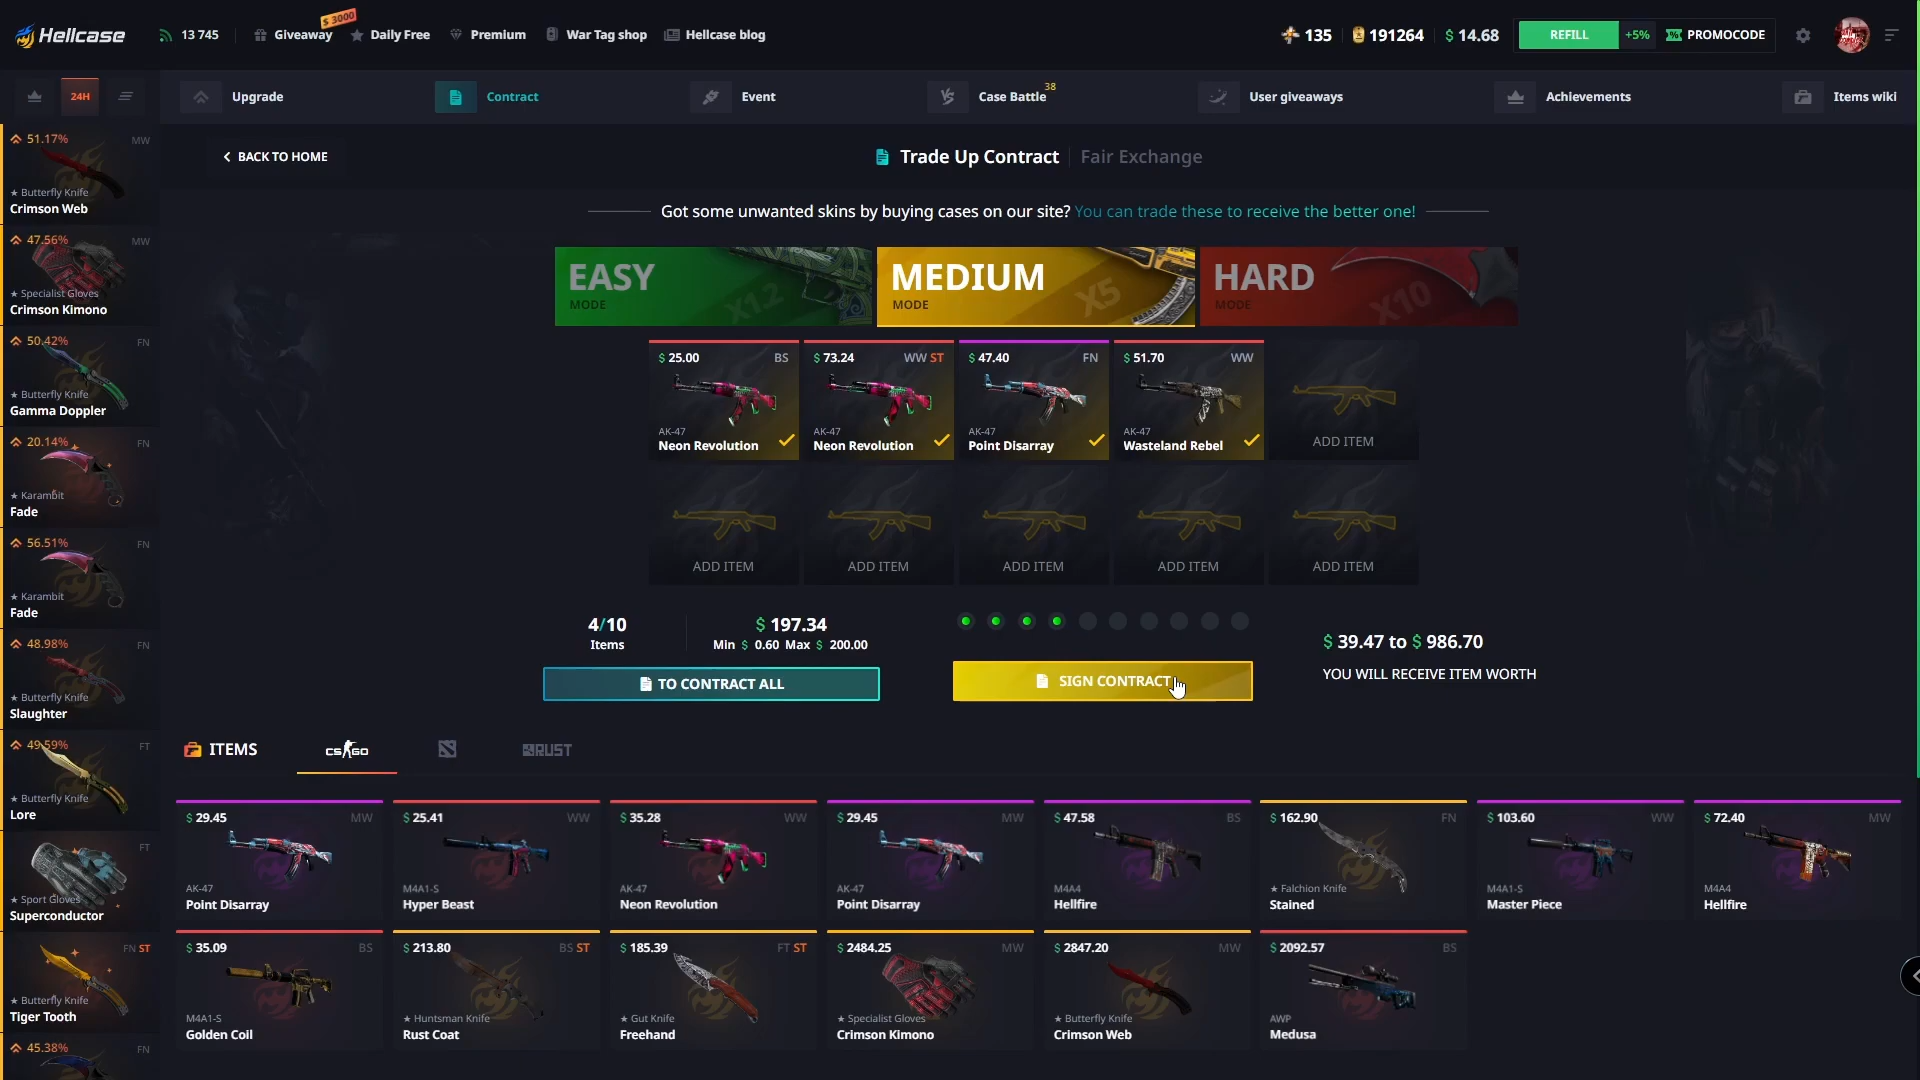 Hellcase
13 745
$ 3000
Giveaway
Daily Free
Premium
War Tag shop
Hellcase blog
135
191264
$ 14.68
REFILL
+5%
PROMOCODE
24H
Upgrade
Contract
Event
Case Battle
38
User giveaways
Achievements
Items wiki
51.17%
MW
★ Butterfly Knife
Crimson Web
47.56%
MW
★ Specialist Gloves
Crimson Kimono
50.42%
FN
★ Butterfly Knife
Gamma Doppler
20.14%
FN
★ Karambit
Fade
56.51%
FN
★ Karambit
Fade
48.98%
FN
★ Butterfly Knife
Slaughter
49.59%
FT
★ Butterfly Knife
Lore
FT
★ Sport Gloves
Superconductor
FN ST
★ Butterfly Knife
Tiger Tooth
45.38%
FN
BACK TO HOME
Trade Up Contract
Fair Exchange
Got some unwanted skins by buying cases on our site? You can trade these to receive the better one!
EASY
MODE
X1.2
MEDIUM
MODE
X5
HARD
MODE
X10
$ 25.00
BS
AK-47
Neon Revolution
$ 73.24
WW ST
AK-47
Neon Revolution
$ 47.40
FN
AK-47
Point Disarray
$ 51.70
WW
AK-47
Wasteland Rebel
ADD ITEM
ADD ITEM
ADD ITEM
ADD ITEM
ADD ITEM
ADD ITEM
4/10
Items
$ 197.34
Min $ 0.60 Max $ 200.00
TO CONTRACT ALL
SIGN CONTRACT
$ 39.47 to $ 986.70
YOU WILL RECEIVE ITEM WORTH
ITEMS
CS GO
RUST
$ 29.45
MW
AK-47
Point Disarray
$ 25.41
WW
M4A1-S
Hyper Beast
$ 35.28
WW
AK-47
Neon Revolution
$ 29.45
MW
AK-47
Point Disarray
$ 47.58
BS
M4A4
Hellfire
$ 162.90
FN
★ Falchion Knife
Stained
$ 103.60
WW
M4A1-S
Master Piece
$ 72.40
MW
M4A4
Hellfire
$ 35.09
BS
M4A1-S
Golden Coil
$ 213.80
BS ST
★ Huntsman Knife
Rust Coat
$ 185.39
FT ST
★ Gut Knife
Freehand
$ 2484.25
MW
★ Specialist Gloves
Crimson Kimono
$ 2847.20
MW
★ Butterfly Knife
Crimson Web
$ 2092.57
BS
AWP
Medusa